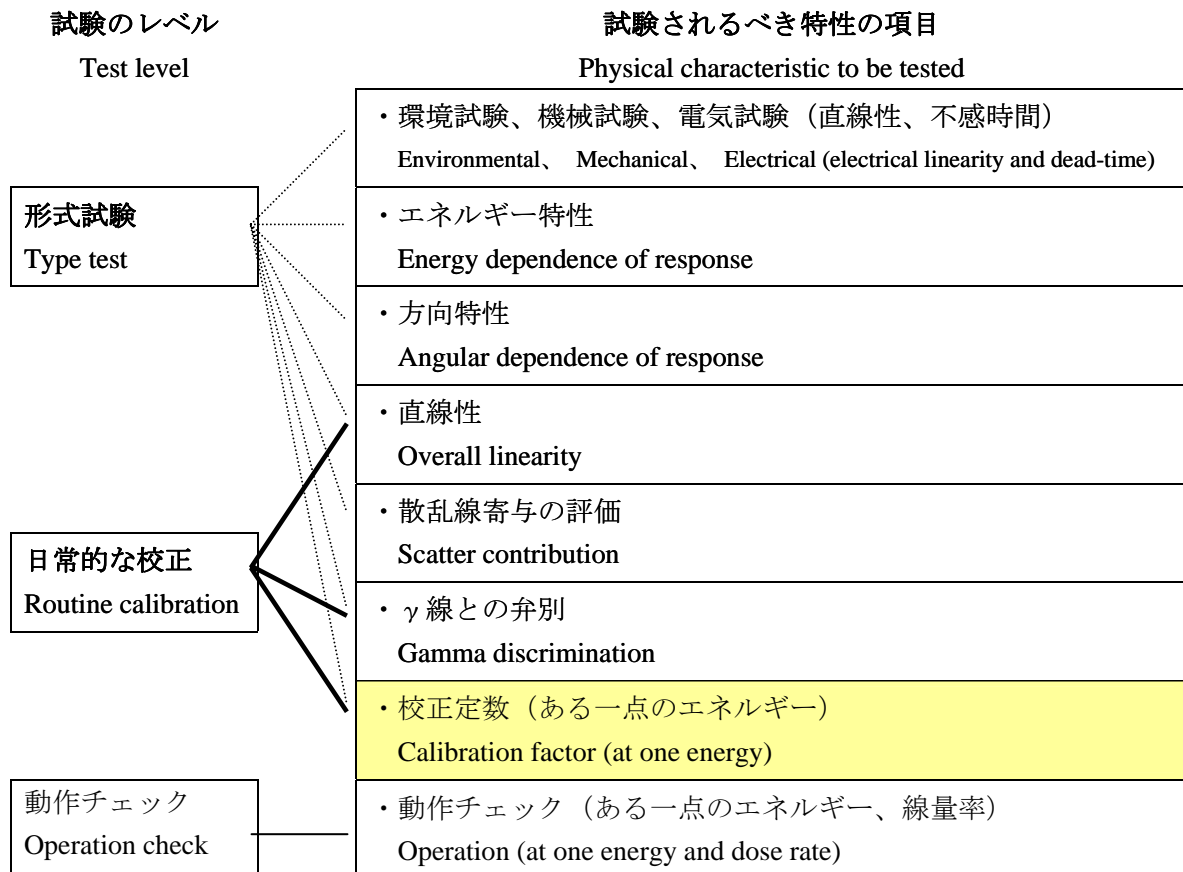 試験のレベル
Test level
試験されるべき特性の項目
Physical characteristic to be tested
・環境試験、機械試験、電気試験（直線性、不感時間）
Environmental、 Mechanical、 Electrical (electrical linearity and dead-time)
形式試験
Type test
・エネルギー特性
Energy dependence of response
・方向特性
Angular dependence of response
・直線性
Overall linearity
・散乱線寄与の評価
Scatter contribution
日常的な校正
Routine calibration
・γ線との弁別
Gamma discrimination
・校正定数（ある一点のエネルギー）
Calibration factor (at one energy)
動作チェック
Operation check
・動作チェック（ある一点のエネルギー、線量率）
Operation (at one energy and dose rate)